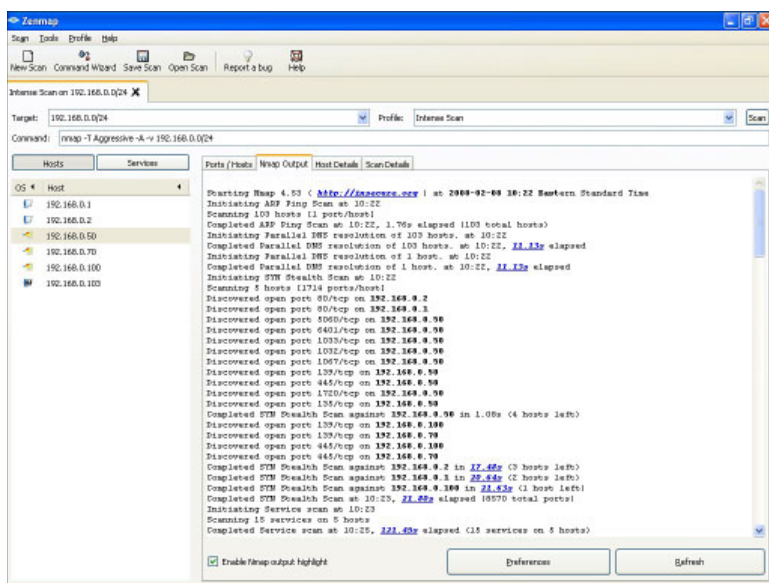 Zenmap
Scan Tools Profile Help
New Scan Command Wizard Save Scan Open Scan Report a bug Help
Intense Scan on 192.168.0.0/24
Target: 192.168.0.0/24 Profile: Intense Scan Scan
Command: nmap -T Aggressive -A -v 192.168.0.0/24
Hosts Services
Ports / Hosts Nmap Output Host Details Scan Details
OS Host
192.168.0.1
192.168.0.2
192.168.0.50
192.168.0.70
192.168.0.100
192.168.0.103
Starting Nmap 4.53 ( http://insecure.org ) at 2008-02-08 10:22 Eastern Standard Time
Initiating ARP Ping Scan at 10:22
Scanning 103 hosts [1 port/host]
Completed ARP Ping Scan at 10:22, 1.76s elapsed (103 total hosts)
Initiating Parallel DNS resolution of 103 hosts. at 10:22
Completed Parallel DNS resolution of 103 hosts. at 10:22, 11.13s elapsed
Initiating Parallel DNS resolution of 1 host. at 10:22
Completed Parallel DNS resolution of 1 host. at 10:22, 11.13s elapsed
Initiating SYN Stealth Scan at 10:22
Scanning 5 hosts [1714 ports/host]
Discovered open port 80/tcp on 192.168.0.2
Discovered open port 80/tcp on 192.168.0.1
Discovered open port 5060/tcp on 192.168.0.50
Discovered open port 6401/tcp on 192.168.0.50
Discovered open port 1033/tcp on 192.168.0.50
Discovered open port 1032/tcp on 192.168.0.50
Discovered open port 1067/tcp on 192.168.0.50
Discovered open port 139/tcp on 192.168.0.50
Discovered open port 445/tcp on 192.168.0.50
Discovered open port 1720/tcp on 192.168.0.50
Discovered open port 135/tcp on 192.168.0.50
Completed SYN Stealth Scan against 192.168.0.50 in 1.08s (4 hosts left)
Discovered open port 139/tcp on 192.168.0.100
Discovered open port 139/tcp on 192.168.0.70
Discovered open port 445/tcp on 192.168.0.100
Discovered open port 445/tcp on 192.168.0.70
Completed SYN Stealth Scan against 192.168.0.2 in 17.48s (3 hosts left)
Completed SYN Stealth Scan against 192.168.0.1 in 20.64s (2 hosts left)
Completed SYN Stealth Scan against 192.168.0.100 in 21.63s (1 host left)
Completed SYN Stealth Scan at 10:23, 21.88s elapsed (8570 total ports)
Initiating Service scan at 10:23
Scanning 15 services on 5 hosts
Completed Service scan at 10:25, 121.45s elapsed (15 services on 5 hosts)
Enable Nmap output highlight Preferences Refresh